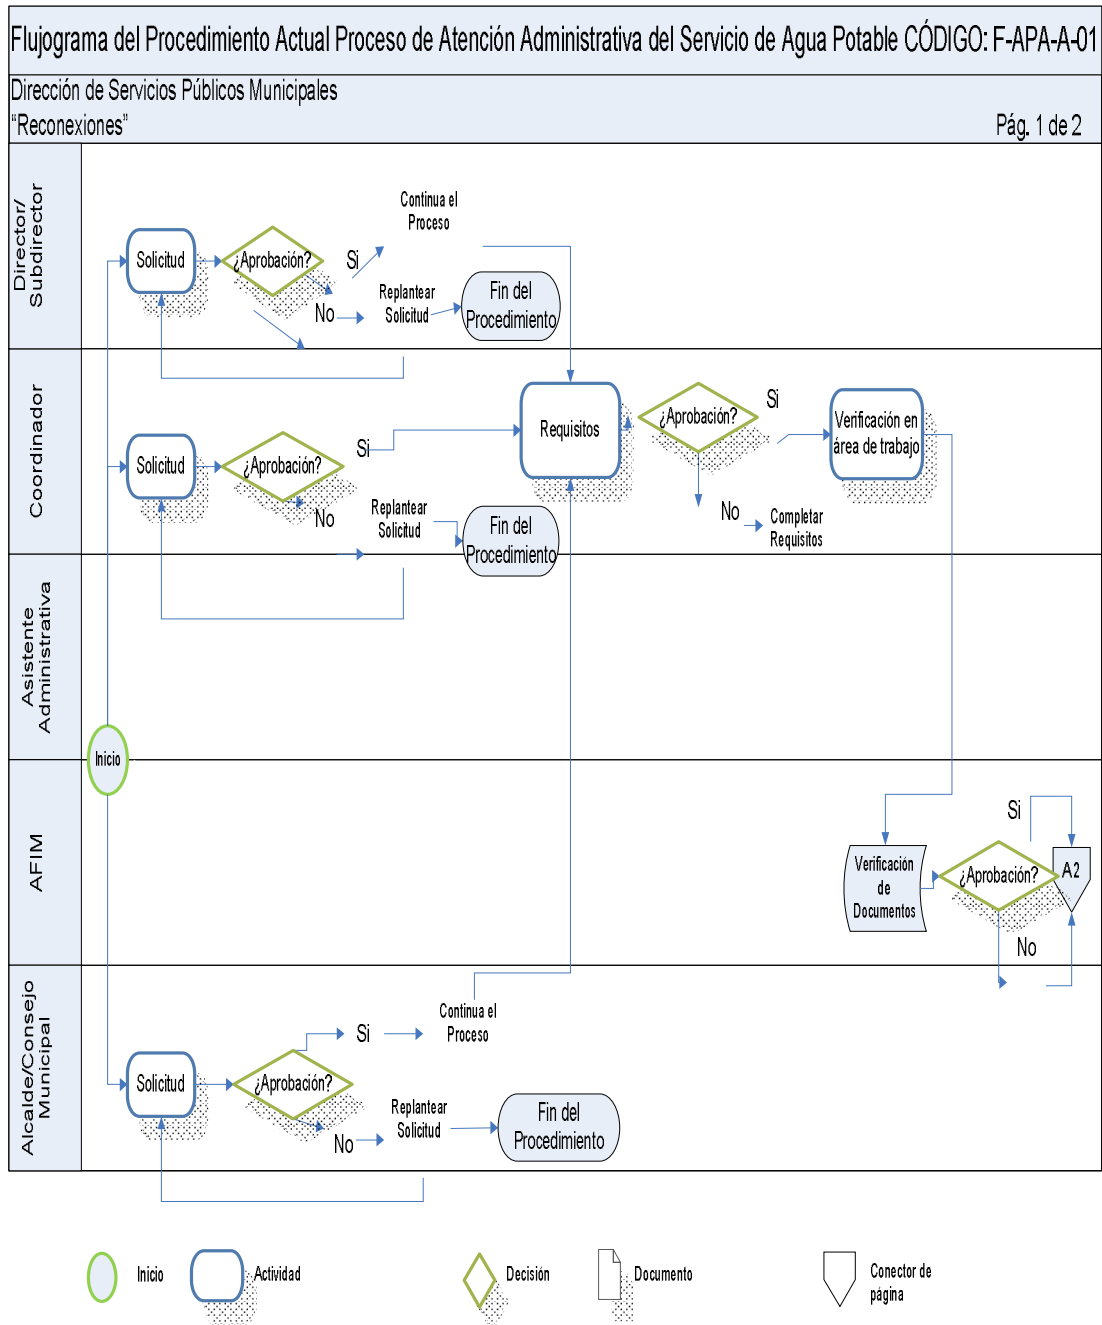 Flujograma del Procedimiento Actual Proceso de Atención Administrativa del Servicio de Agua Potable CÓDIGO: F-APA-A-01
Dirección de Servicios Públicos Municipales
“Reconexiones”
Pág. 1 de 2
Director/
Subdirector
Solicitud
¿Aprobación?
Si
Continua el
Proceso
No
Replantear
Solicitud
Fin del
Procedimiento
Coordinador
Solicitud
¿Aprobación?
Si
No
Replantear
Solicitud
Fin del
Procedimiento
Requisitos
¿Aprobación?
Si
No
Completar
Requisitos
Verificación en
área de trabajo
Asistente
Administrativa
Inicio
AFIM
Verificación
de
Documentos
¿Aprobación?
Si
No
A2
Alcalde/Consejo
Municipal
Solicitud
¿Aprobación?
Si
Continua el
Proceso
No
Replantear
Solicitud
Fin del
Procedimiento
Inicio
Actividad
Decisión
Documento
Conector de
página